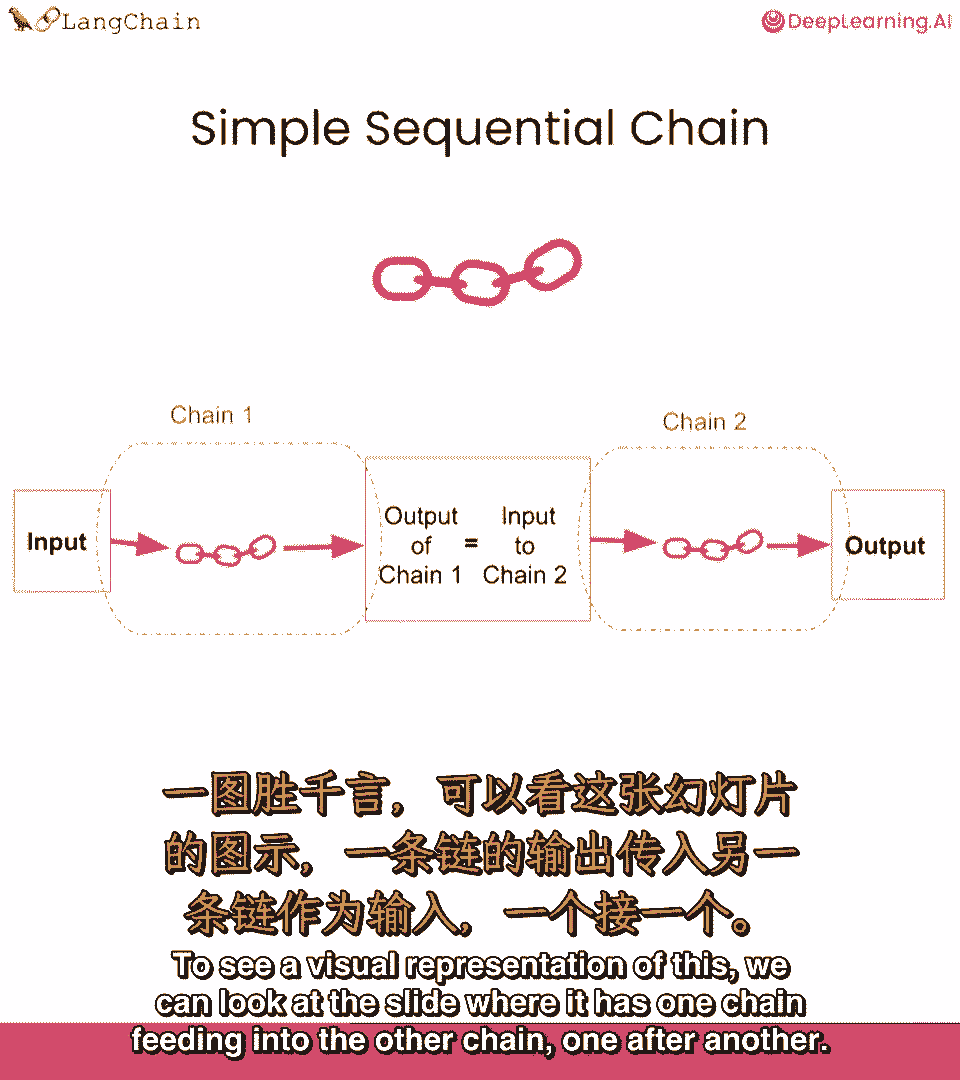 LangChain
DeepLearning.AI
Simple Sequential Chain
Chain 1
Chain 2
Input
Output of Chain 1 = Input to Chain 2
Output
一图胜千言，可以看这张幻灯片
的图示，一条链的输出传入另一
条链作为输入，一个接一个。
To see a visual representation of this, we
can look at the slide where it has one chain
feeding into the other chain, one after another.